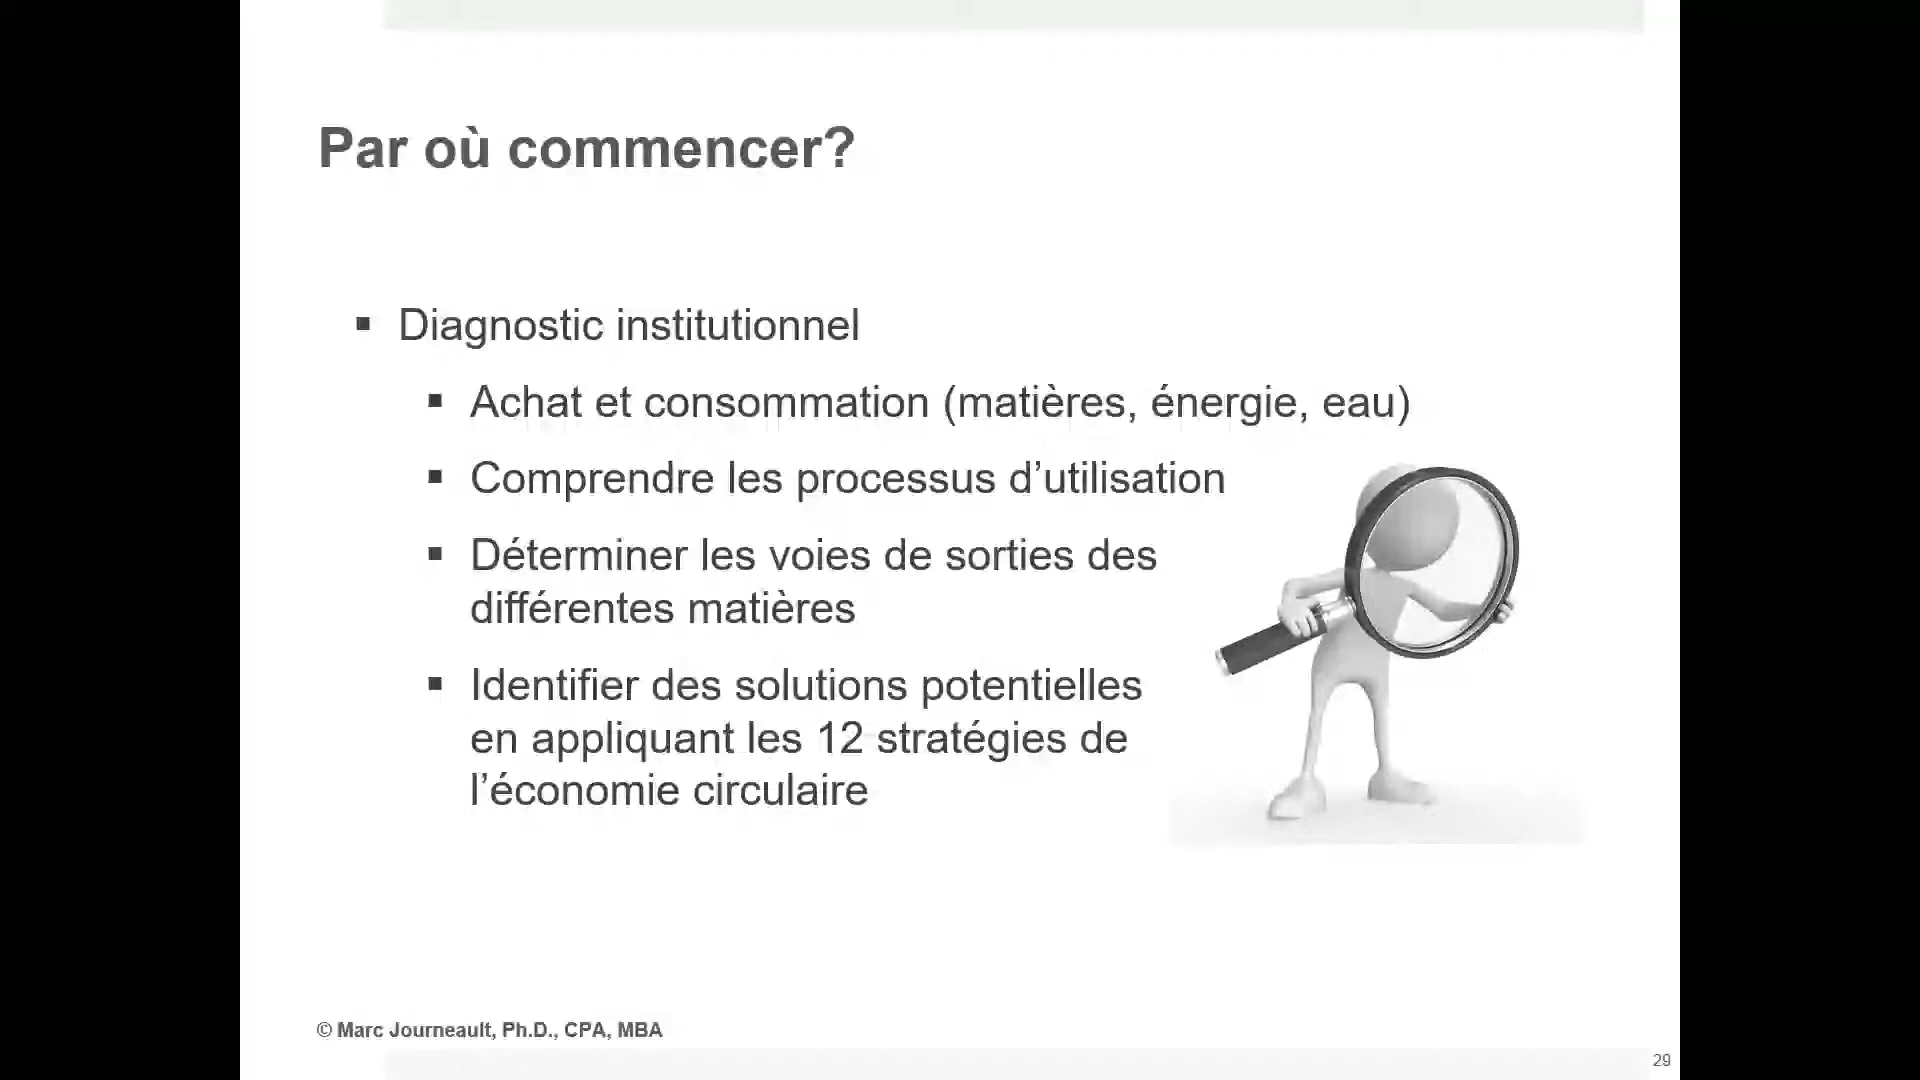 Par où commencer?
▪ Diagnostic institutionnel
▪ Achat et consommation (matières, énergie, eau)
▪ Comprendre les processus d’utilisation
▪ Déterminer les voies de sorties des
différentes matières
▪ Identifier des solutions potentielles
en appliquant les 12 stratégies de
l’économie circulaire
© Marc Journeault, Ph.D., CPA, MBA
29